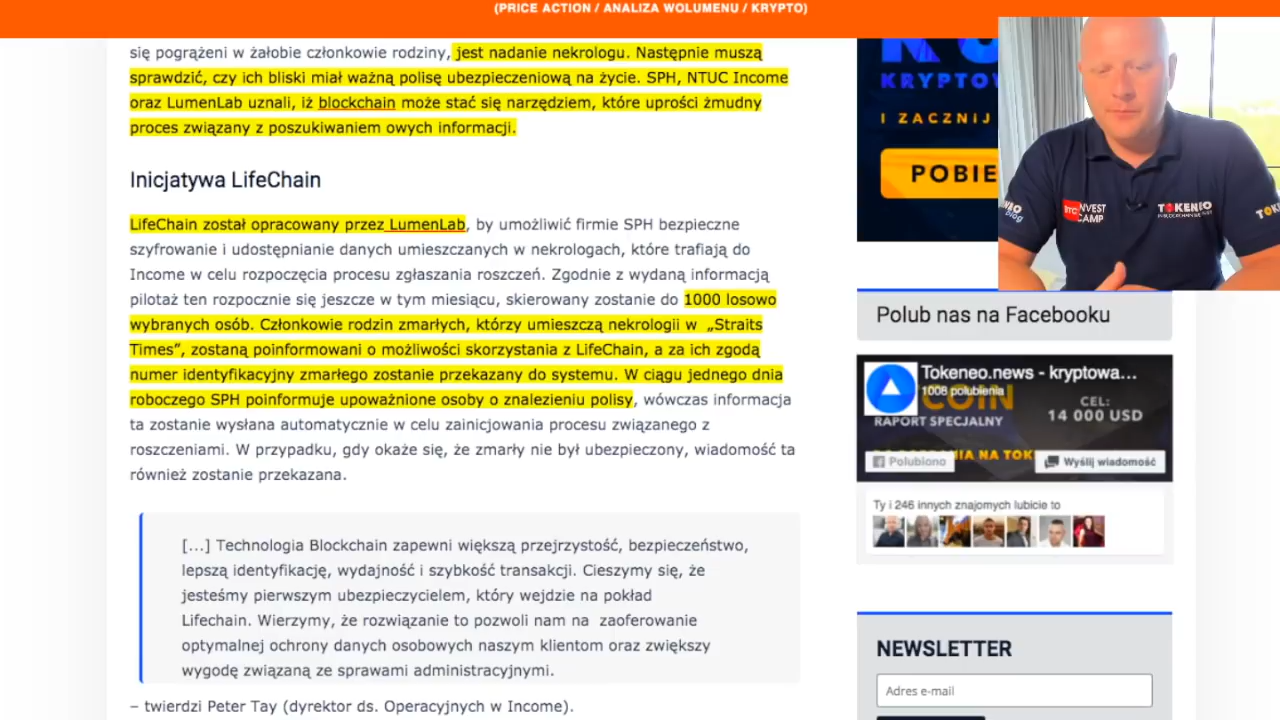 (PRICE ACTION / ANALIZA WOLUMENU / KRYPTO)
się pogrążeni w żałobie członkowie rodziny, jest nadanie nekrologu. Następnie muszą
sprawdzić, czy ich bliski miał ważną polisę ubezpieczeniową na życie. SPH, NTUC Income
oraz LumenLab uznali, iż blockchain może stać się narzędziem, które uprości żmudny
proces związany z poszukiwaniem owych informacji.
Inicjatywa LifeChain
LifeChain został opracowany przez LumenLab, by umożliwić firmie SPH bezpieczne
szyfrowanie i udostępnianie danych umieszczanych w nekrologach, które trafiają do
Income w celu rozpoczęcia procesu zgłaszania roszczeń. Zgodnie z wydaną informacją
pilotaż ten rozpocznie się jeszcze w tym miesiącu, skierowany zostanie do 1000 losowo
wybranych osób. Członkowie rodzin zmarłych, którzy umieszczą nekrologii w „Straits
Times”, zostaną poinformowani o możliwości skorzystania z LifeChain, a za ich zgodą
numer identyfikacyjny zmarłego zostanie przekazany do systemu. W ciągu jednego dnia
roboczego SPH poinformuje upoważnione osoby o znalezieniu polisy, wówczas informacja
ta zostanie wysłana automatycznie w celu zainicjowania procesu związanego z
roszczeniami. W przypadku, gdy okaże się, że zmarły nie był ubezpieczony, wiadomość ta
również zostanie przekazana.
[...] Technologia Blockchain zapewni większą przejrzystość, bezpieczeństwo,
lepszą identyfikację, wydajność i szybkość transakcji. Cieszymy się, że
jesteśmy pierwszym ubezpieczycielem, który wejdzie na pokład
Lifechain. Wierzymy, że rozwiązanie to pozwoli nam na zaoferowanie
optymalnej ochrony danych osobowych naszym klientom oraz zwiększy
wygodę związaną ze sprawami administracyjnymi.
– twierdzi Peter Tay (dyrektor ds. Operacyjnych w Income).
KRYPTOW
I ZACZNIJ
POBIE
blog
BTC INVEST
CAMP
TOKENEO
Polub nas na Facebooku
Tokeneo.news - kryptowa...
1008 polubienia
COIN
CEL:
14 000 USD
RAPORT SPECJALNY
NIA NA TOK
Polubiono
Wyślij wiadomość
Ty i 246 innych znajomych lubicie to
NEWSLETTER
Adres e-mail